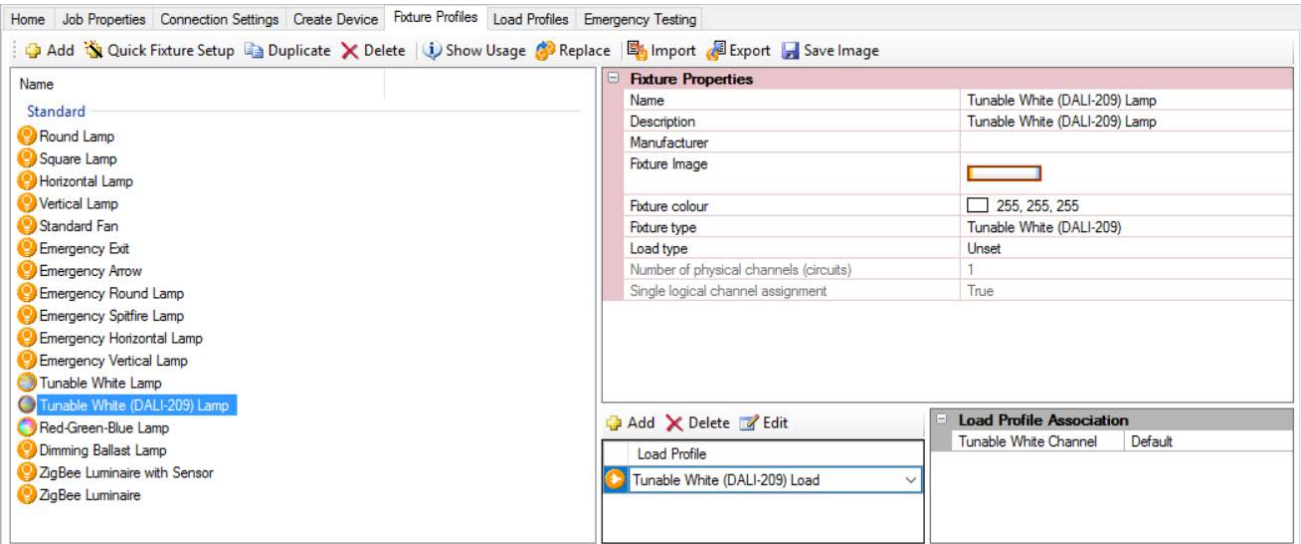 Home Job Properties Connection Settings Create Device Fixture Profiles Load Profiles Emergency Testing
Add Quick Fixture Setup Duplicate Delete Show Usage Replace Import Export Save Image
Name
Standard
Round Lamp
Square Lamp
Horizontal Lamp
Vertical Lamp
Standard Fan
Emergency Exit
Emergency Arrow
Emergency Round Lamp
Emergency Spitfire Lamp
Emergency Horizontal Lamp
Emergency Vertical Lamp
Tunable White Lamp
Tunable White (DALI-209) Lamp
Red-Green-Blue Lamp
Dimming Ballast Lamp
ZigBee Luminaire with Sensor
ZigBee Luminaire
Fixture Properties
Name Tunable White (DALI-209) Lamp
Description Tunable White (DALI-209) Lamp
Manufacturer
Fixture Image
Fixture colour 255, 255, 255
Fixture type Tunable White (DALI-209)
Load type Unset
Number of physical channels (circuits) 1
Single logical channel assignment True
Add Delete Edit
Load Profile
Tunable White (DALI-209) Load
Load Profile Association
Tunable White Channel Default